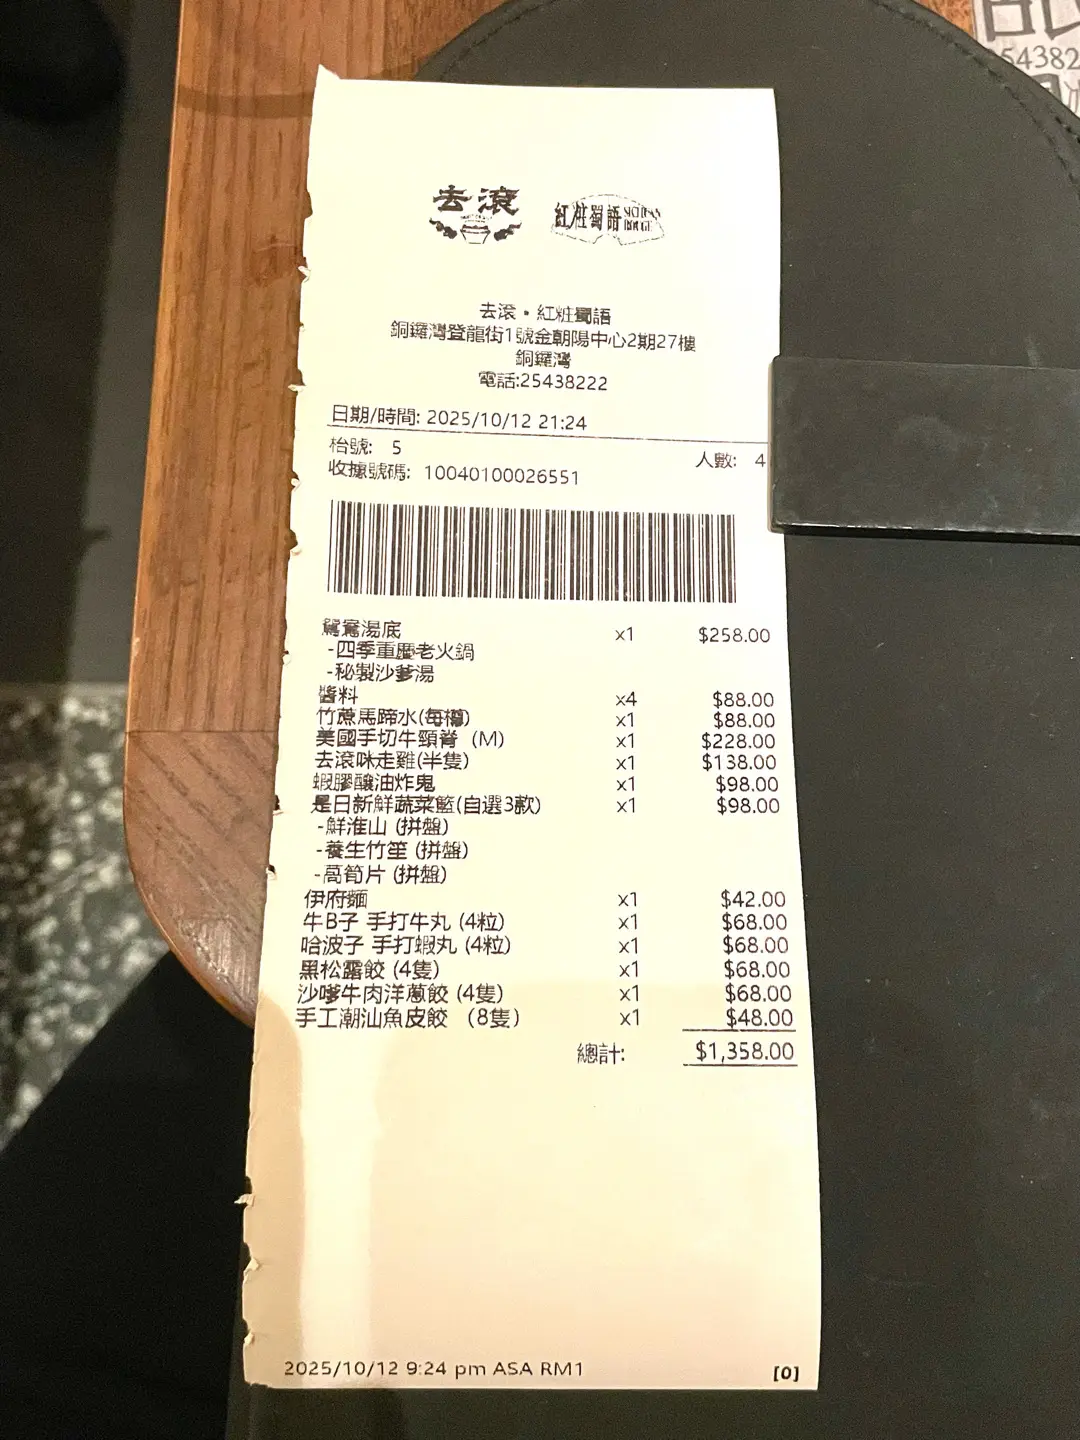 去滾 紅粧蜀語 SICHUAN ROUGE
去滾・紅粧蜀語
銅鑼灣登龍街1號金朝陽中心2期27樓
銅鑼灣
電話:25438222
日期/時間: 2025/10/12 21:24
枱號: 5 人數: 4
收據號碼: 10040100026551
鴛鴦湯底 x1 $258.00
-四季重慶老火鍋
-秘製沙爹湯
醬料 x4 $88.00
竹蔗馬蹄水(每樽) x1 $88.00
美國手切牛頸脊 (M) x1 $228.00
去滾咪走雞(半隻) x1 $138.00
蝦膠釀油炸鬼 x1 $98.00
是日新鮮蔬菜籃(自選3款) x1 $98.00
-鮮淮山 (拼盤)
-養生竹笙 (拼盤)
-萵筍片 (拼盤)
伊府麵 x1 $42.00
牛B子 手打牛丸 (4粒) x1 $68.00
哈波子 手打蝦丸 (4粒) x1 $68.00
黑松露餃 (4隻) x1 $68.00
沙嗲牛肉洋蔥餃 (4隻) x1 $68.00
手工潮汕魚皮餃 (8隻) x1 $48.00
總計: $1,358.00
2025/10/12 9:24 pm ASA RM1 [0]